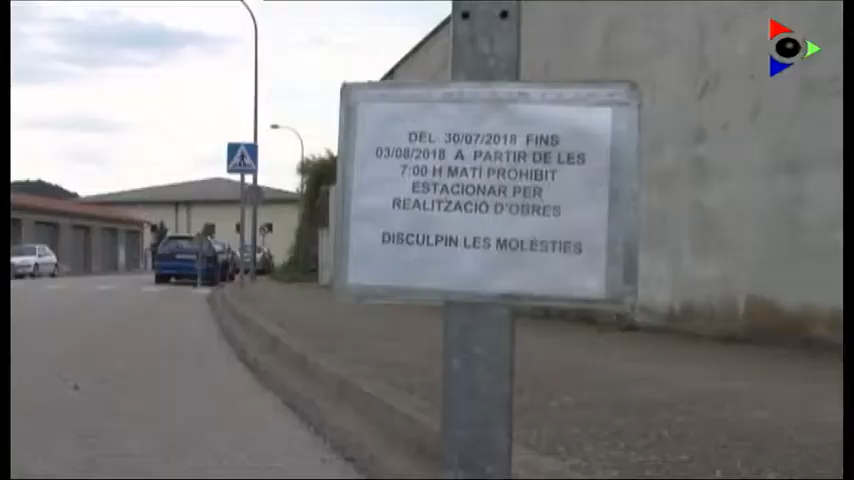 DEL 30/07/2018 FINS
03/08/2018 A PARTIR DE LES
7:00 H MATÍ PROHIBIT
ESTACIONAR PER
REALITZACIÓ D'OBRES
DISCULPIN LES MOLÈSTIES